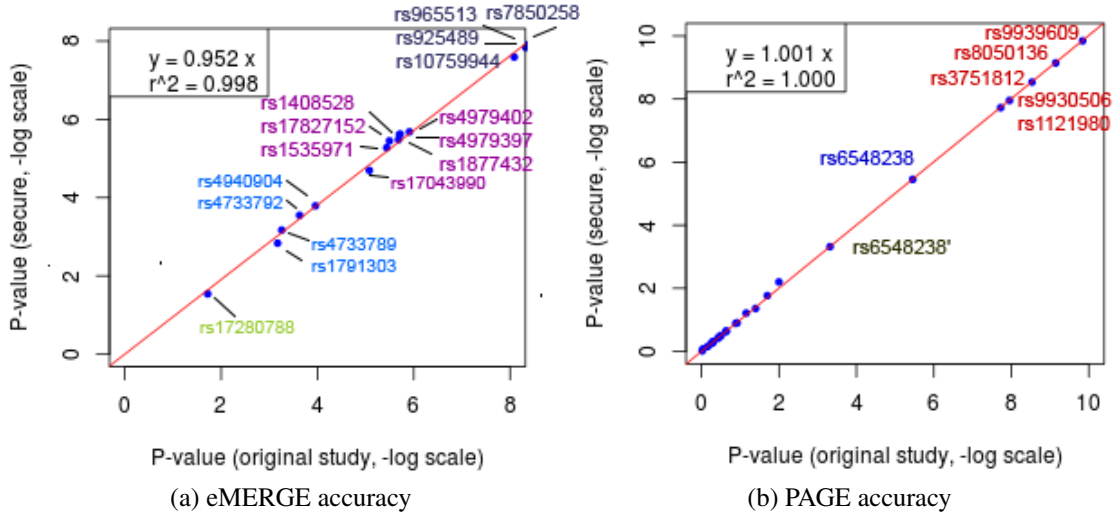 rs965513 rs7850258
rs925489
rs10759944
y = 0.952 x
r^2 = 0.998
rs1408528
rs17827152
rs1535971
rs4979402
rs4979397
rs1877432
rs17043990
rs4940904
rs4733792
rs4733789
rs1791303
rs17280788
8
6
4
2
0
0 2 4 6 8
P-value (secure, -log scale)
P-value (original study, -log scale)
(a) eMERGE accuracy
y = 1.001 x
r^2 = 1.000
rs9939609
rs8050136
rs3751812
rs9930506
rs1121980
rs6548238
rs6548238'
10
8
6
4
2
0
0 2 4 6 8 10
P-value (secure, -log scale)
P-value (original study, -log scale)
(b) PAGE accuracy